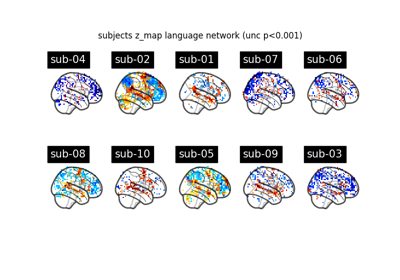 subjects z_map language network (unc p<0.001)
sub-04 sub-02 sub-01 sub-07 sub-06
sub-08 sub-10 sub-05 sub-09 sub-03